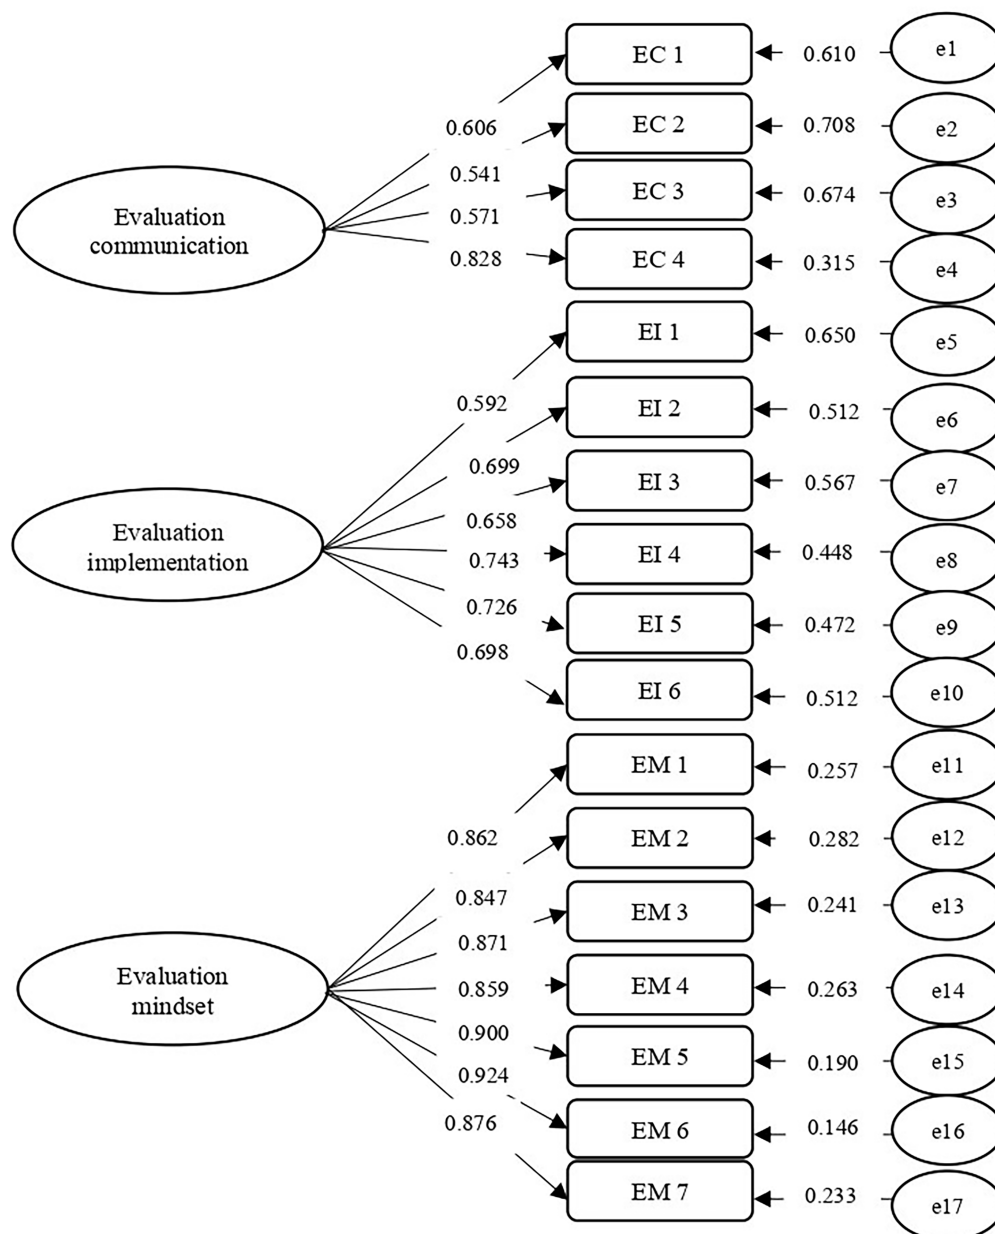 EC 1
0.610
e1
0.606
EC 2
0.708
e2
0.541
EC 3
0.674
e3
0.571
Evaluation
communication
0.828
EC 4
0.315
e4
EI 1
0.650
e5
0.592
EI 2
0.512
e6
0.699
EI 3
0.567
e7
0.658
Evaluation
implementation
0.743
EI 4
0.448
e8
0.726
EI 5
0.472
e9
0.698
EI 6
0.512
e10
EM 1
0.257
e11
0.862
EM 2
0.282
e12
0.847
EM 3
0.241
e13
0.871
Evaluation
mindset
0.859
EM 4
0.263
e14
0.900
EM 5
0.190
e15
0.924
EM 6
0.146
e16
0.876
EM 7
0.233
e17